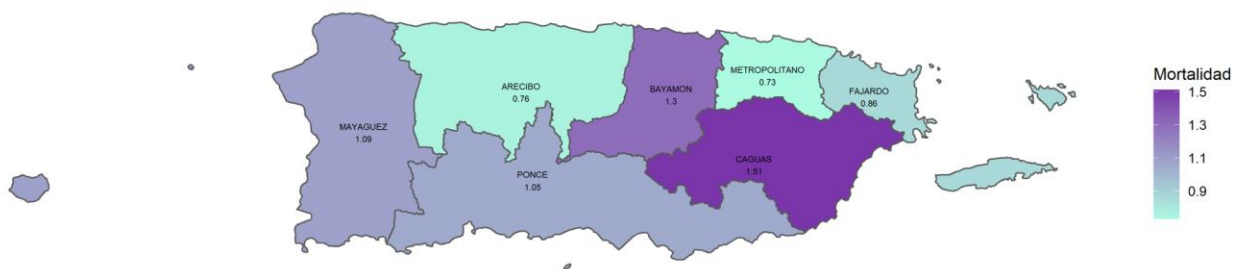 ARECIBO
0.76
BAYAMON
1.3
METROPOLITANO
0.73
FAJARDO
0.86
MAYAGUEZ
1.09
PONCE
1.05
CAGUAS
1.51
Mortalidad
1.5
1.3
1.1
0.9